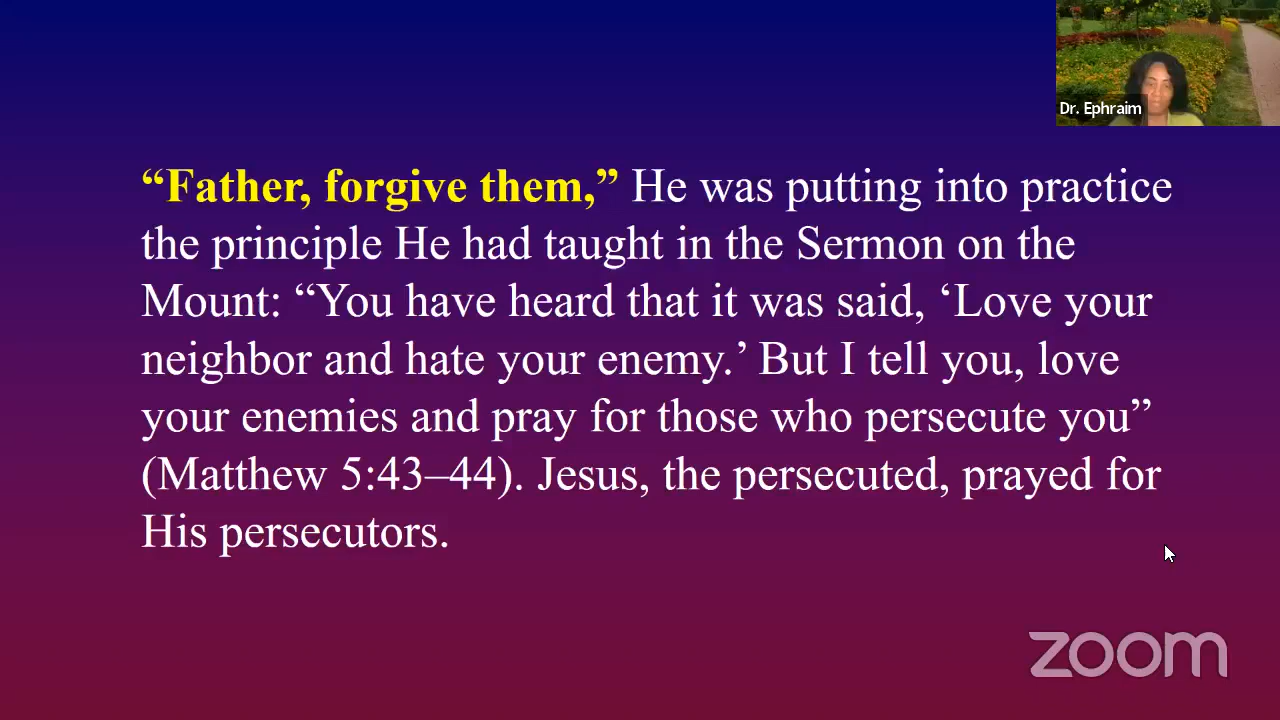 Dr. Ephraim
“Father, forgive them,” He was putting into practice
the principle He had taught in the Sermon on the
Mount: “You have heard that it was said, ‘Love your
neighbor and hate your enemy.’ But I tell you, love
your enemies and pray for those who persecute you”
(Matthew 5:43–44). Jesus, the persecuted, prayed for
His persecutors.
zoom